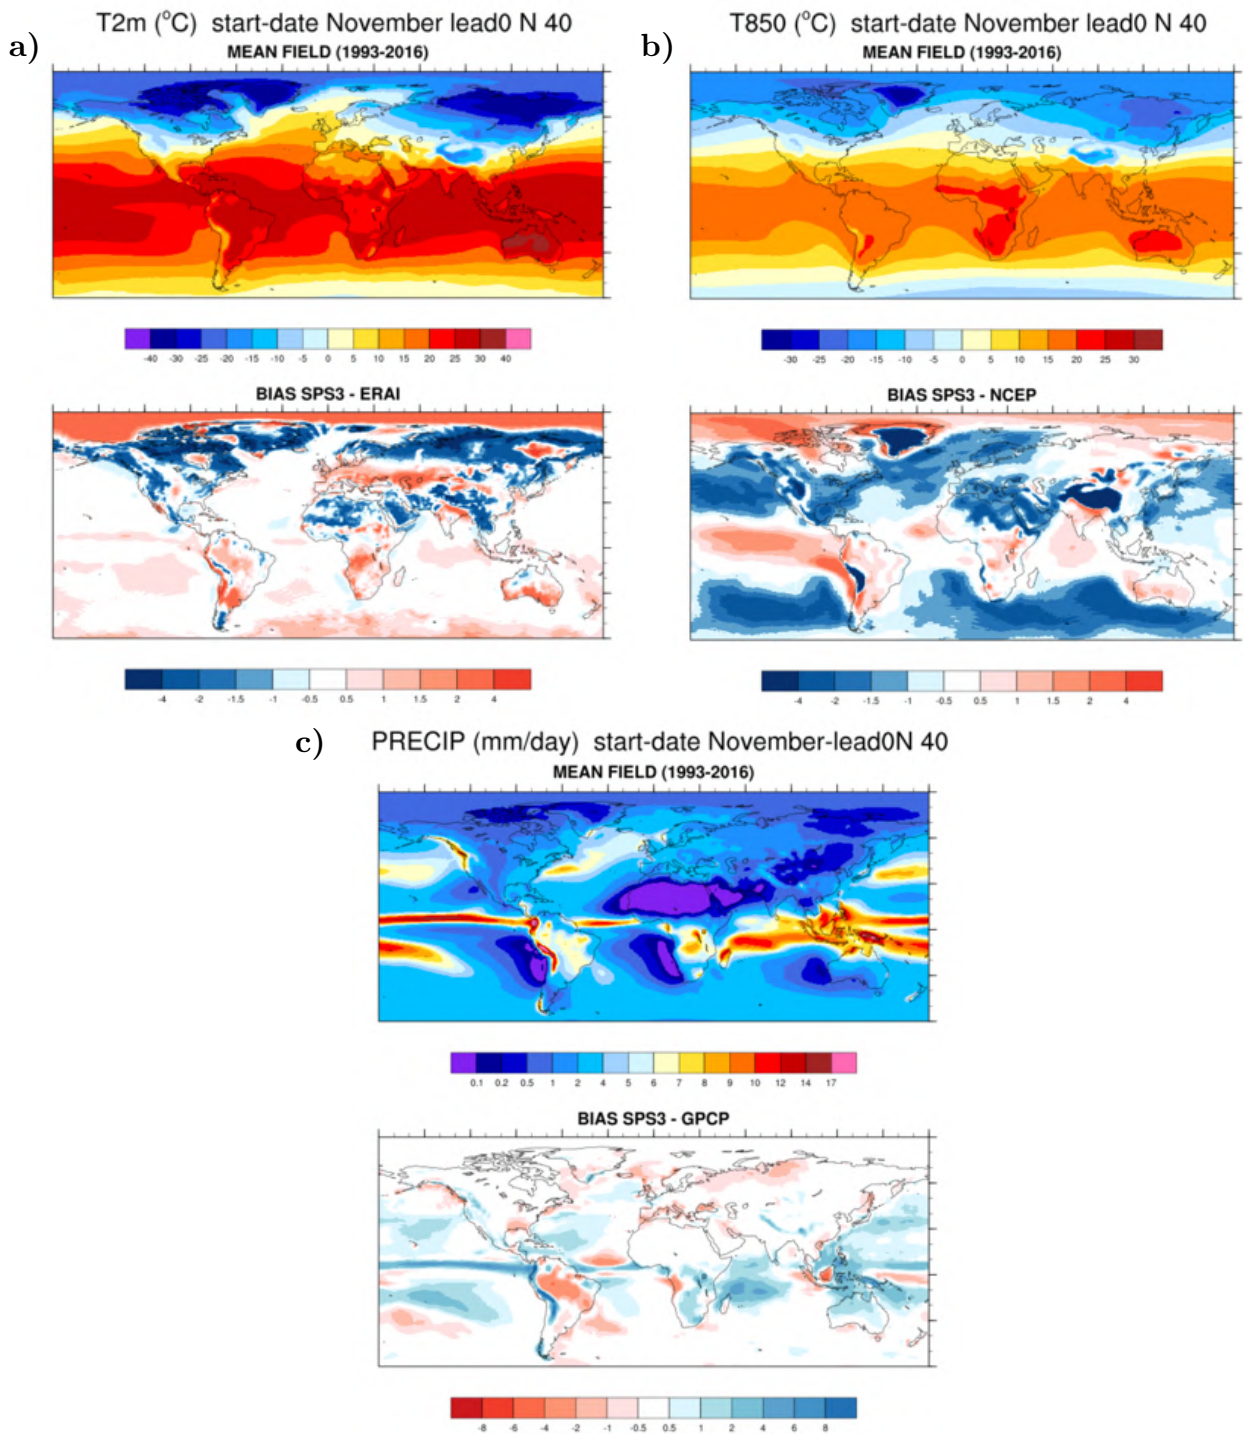 a)
T2m (°C) start-date November lead0 N 40
MEAN FIELD (1993-2016)
-40 -30 -25 -20 -15 -10 -5 0 5 10 15 20 25 30 40
BIAS SPS3 - ERAI
-4 -2 -1.5 -1 -0.5 0.5 1 1.5 2 4
b)
T850 (°C) start-date November lead0 N 40
MEAN FIELD (1993-2016)
-30 -25 -20 -15 -10 -5 0 5 10 15 20 25 30
BIAS SPS3 - NCEP
-4 -2 -1.5 -1 -0.5 0.5 1 1.5 2 4
c)
PRECIP (mm/day) start-date November-lead0N 40
MEAN FIELD (1993-2016)
0.1 0.2 0.5 1 2 4 5 6 7 8 9 10 12 14 17
BIAS SPS3 - GPCP
-8 -6 -4 -2 -1 -0.5 0.5 1 2 4 6 8